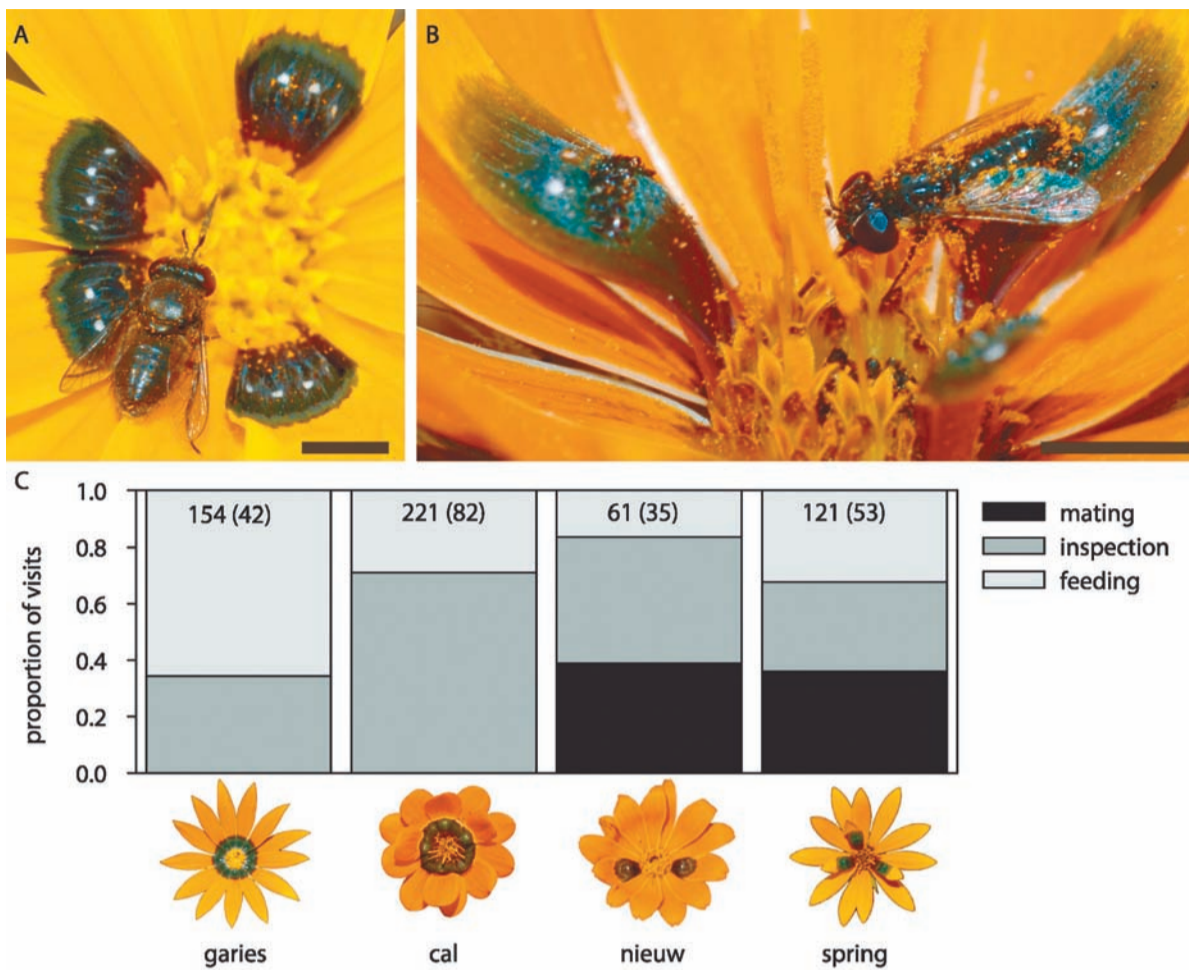 A
B
C
1.0
0.8
0.6
0.4
0.2
0.0
proportion of visits
154 (42)
221 (82)
61 (35)
121 (53)
mating
inspection
feeding
garies
cal
nieuw
spring